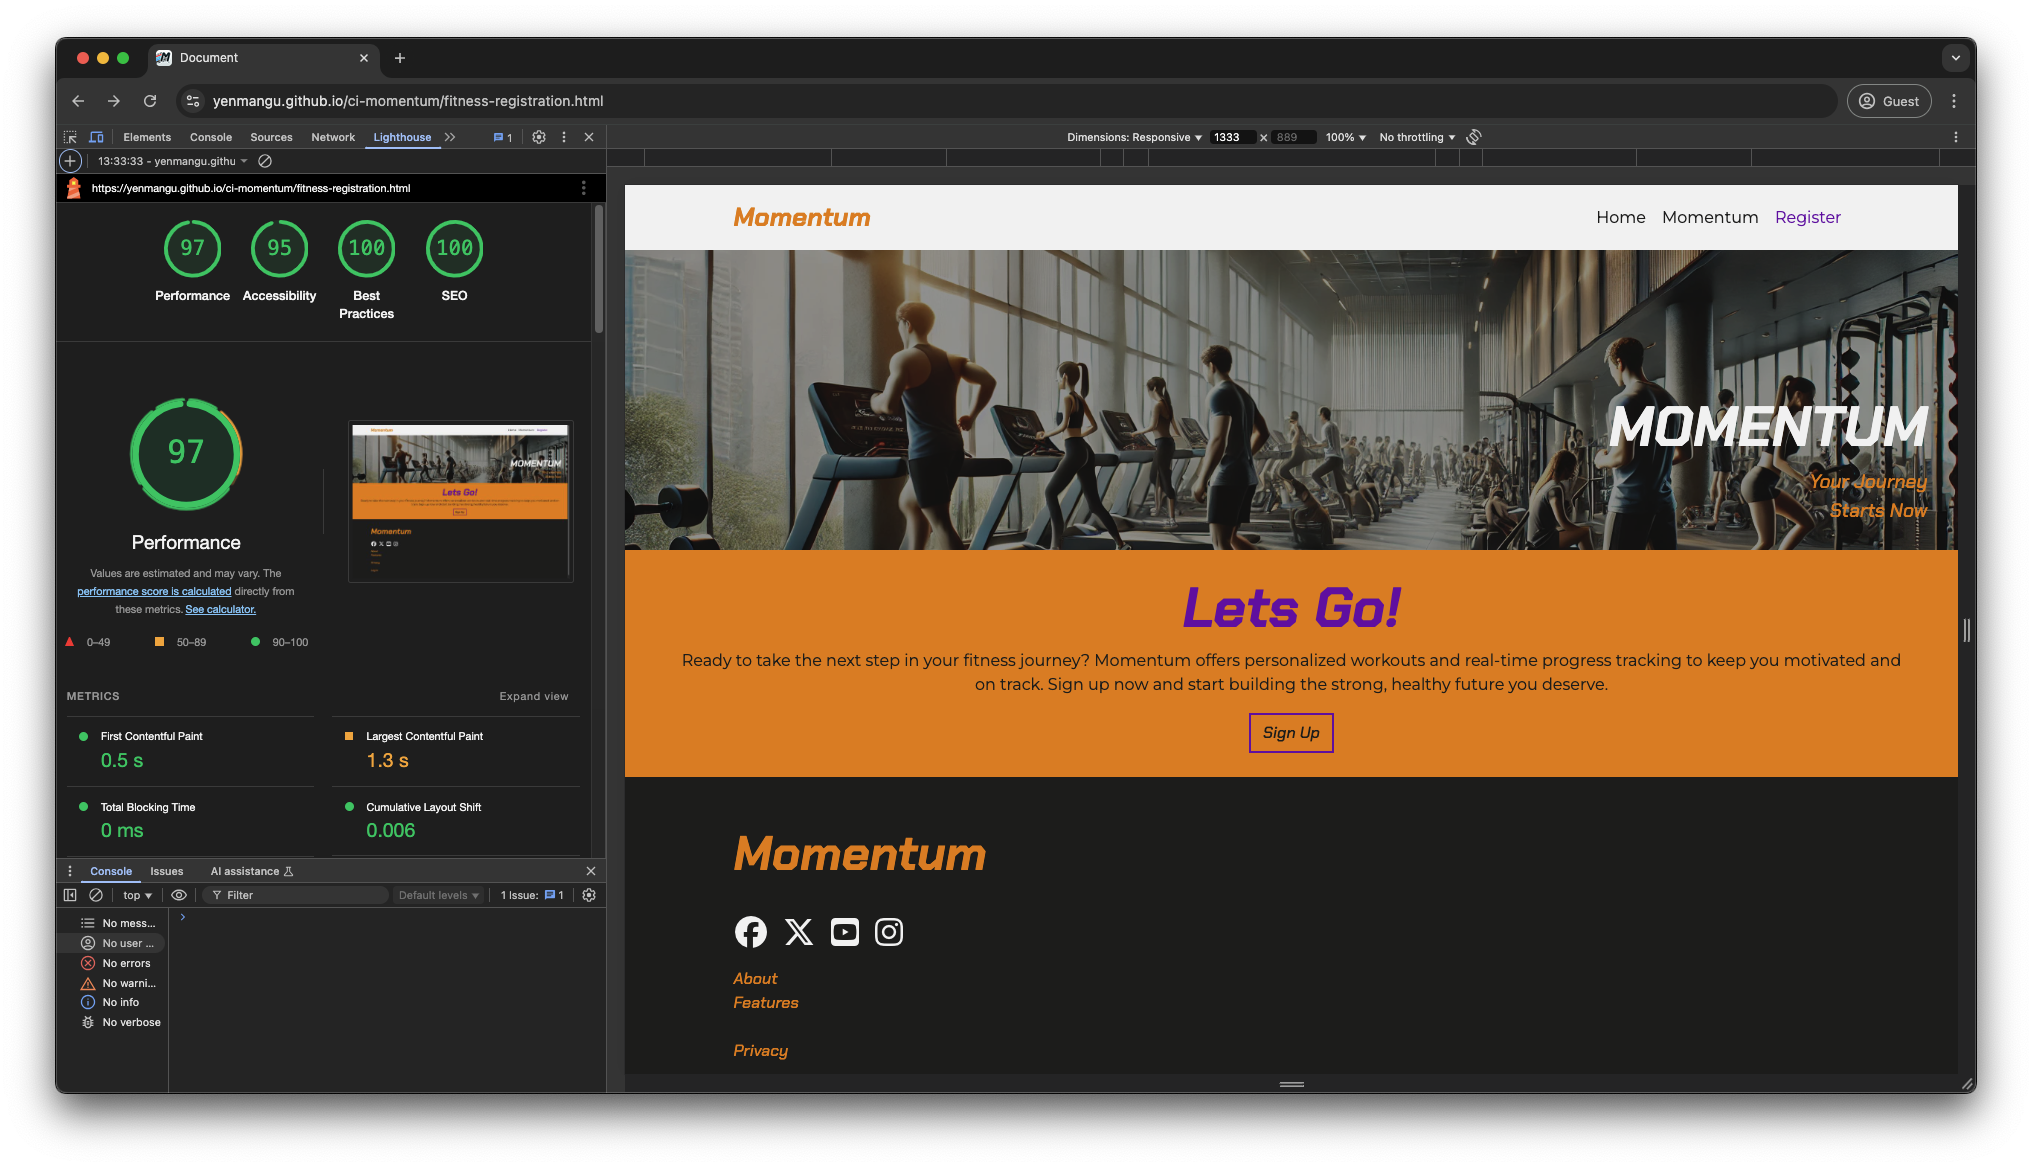 Document
yenmangu.github.io/ci-momentum/fitness-registration.html
Guest
Elements Console Sources Network Lighthouse 1
Dimensions: Responsive 1333 × 889 100% No throttling
13:33:33 - yenmangu.githu
https://yenmangu.github.io/ci-momentum/fitness-registration.html
97 95 100 100
Performance Accessibility Best Practices SEO
97
Performance
Values are estimated and may vary. The
performance score is calculated directly from
these metrics. See calculator.
0–49 50–89 90–100
METRICS Expand view
First Contentful Paint
0.5 s
Largest Contentful Paint
1.3 s
Total Blocking Time
0 ms
Cumulative Layout Shift
0.006
Console Issues AI assistance
top Filter Default levels 1 Issue: 1
No mess...
No user ...
No errors
No warni...
No info
No verbose
Momentum
Home Momentum Register
MOMENTUM
Your Journey
Starts Now
Lets Go!
Ready to take the next step in your fitness journey? Momentum offers personalized workouts and real-time progress tracking to keep you motivated and
on track. Sign up now and start building the strong, healthy future you deserve.
Sign Up
Momentum
About
Features
Privacy